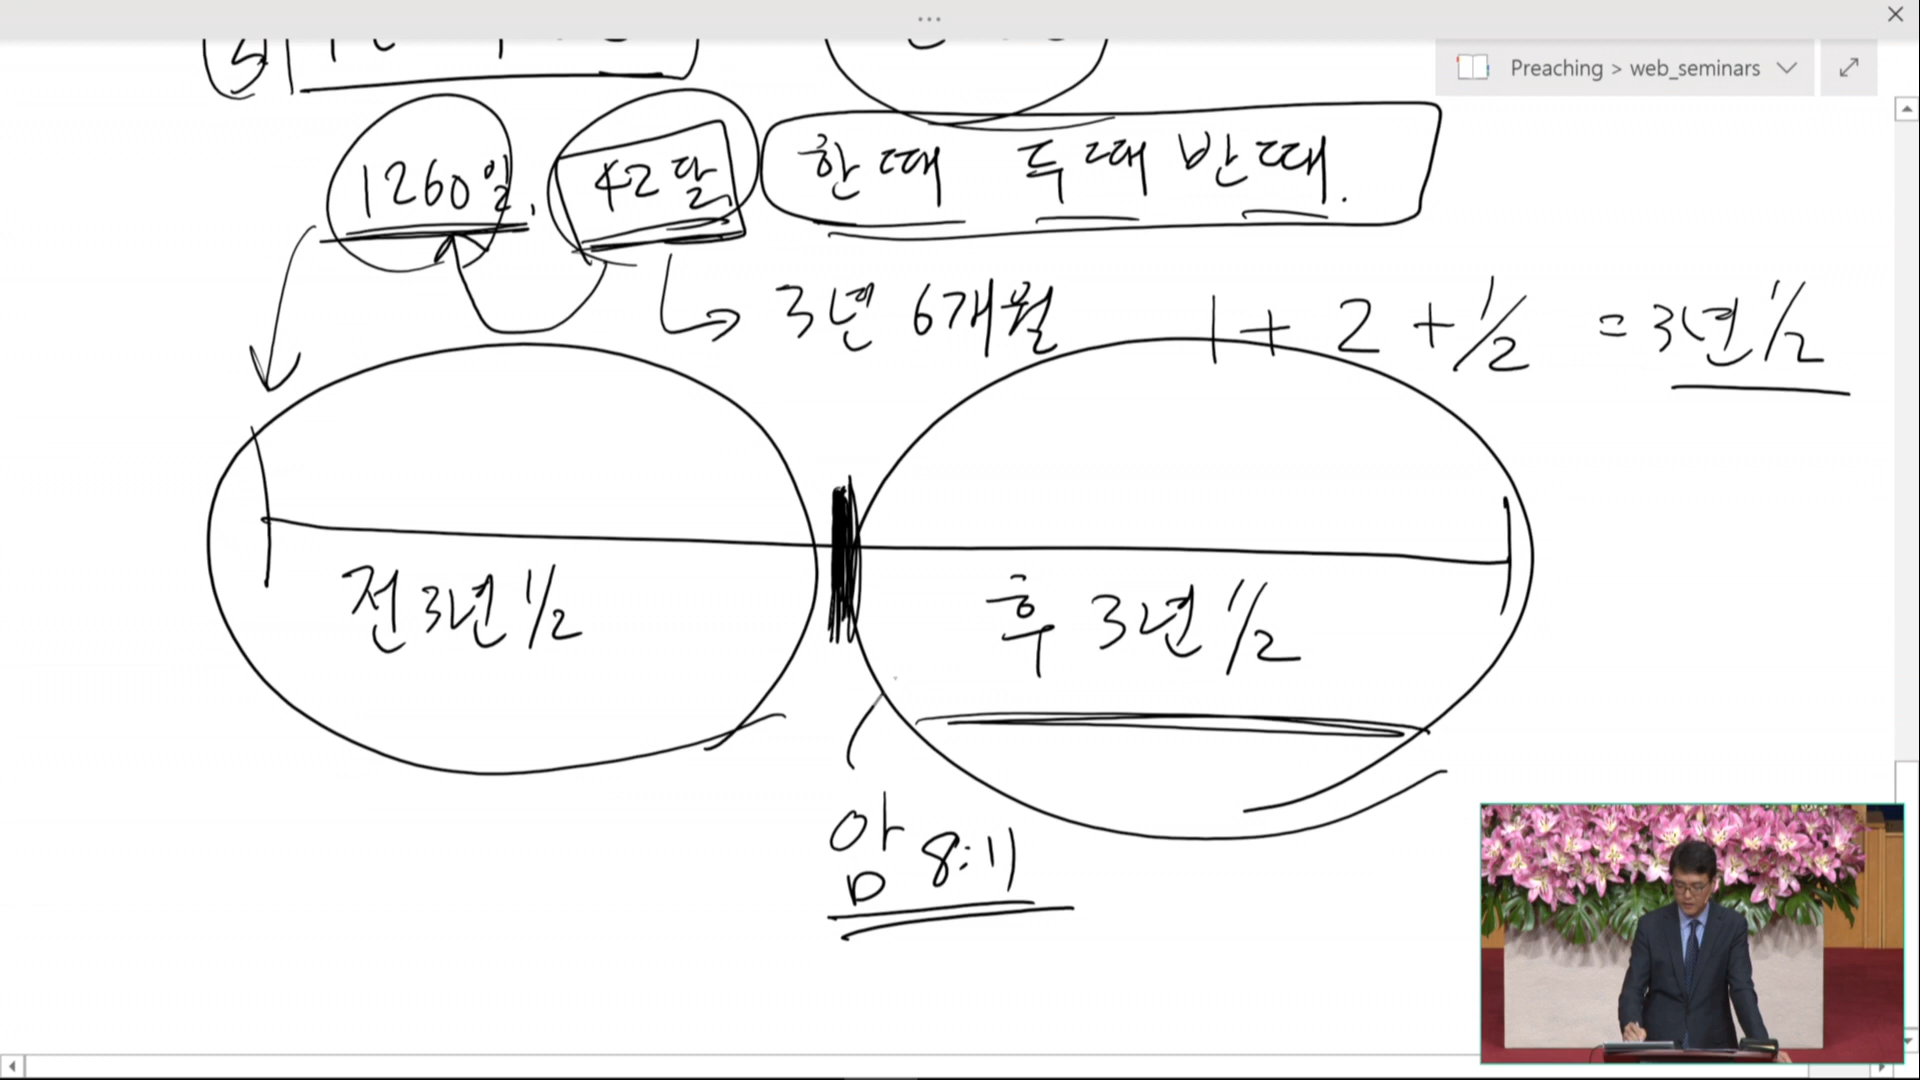 Preaching > web_seminars
1260일, 42달 한때 두때 반때.
3년 6개월 1 + 2 + 1/2 = 3년 1/2
전 3년 1/2 후 3년 1/2
암 8:11